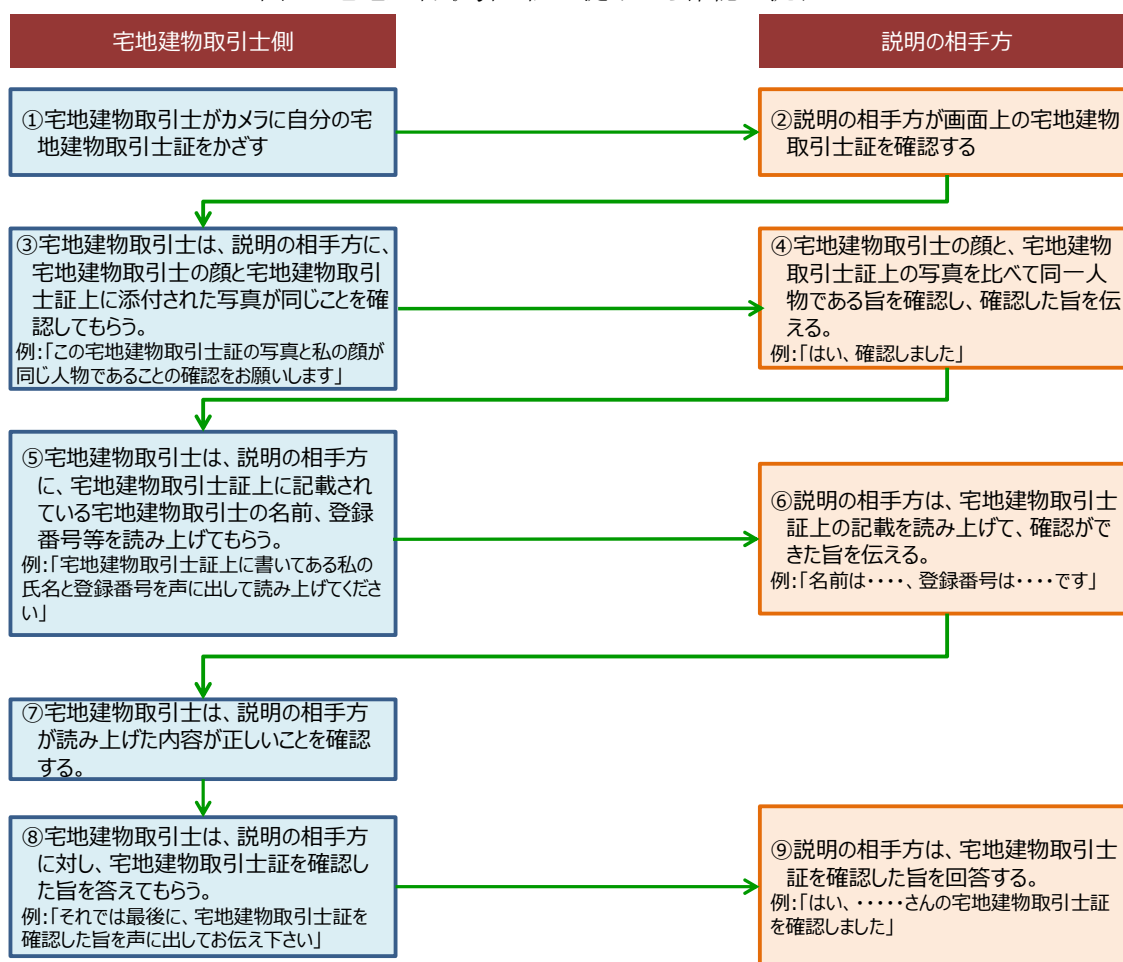 宅地建物取引士側
説明の相手方
①宅地建物取引士がカメラに自分の宅
地建物取引士証をかざす
②説明の相手方が画面上の宅地建物
取引士証を確認する
③宅地建物取引士は、説明の相手方に、
宅地建物取引士の顔と宅地建物取引
士証上に添付された写真が同じことを確
認してもらう。
例:「この宅地建物取引士証の写真と私の顔が
同じ人物であることの確認をお願いします」
④宅地建物取引士の顔と、宅地建物
取引士証上の写真を比べて同一人
物である旨を確認し、確認した旨を伝
える。
例:「はい、確認しました」
⑤宅地建物取引士は、説明の相手方
に、宅地建物取引士証上に記載され
ている宅地建物取引士の名前、登録
番号等を読み上げてもらう。
例:「宅地建物取引士証上に書いてある私の
氏名と登録番号を声に出して読み上げてくださ
い」
⑥説明の相手方は、宅地建物取引士
証上の記載を読み上げて、確認がで
きた旨を伝える。
例:「名前は・・・・、登録番号は・・・・です」
⑦宅地建物取引士は、説明の相手方
が読み上げた内容が正しいことを確認
する。
⑧宅地建物取引士は、説明の相手方
に対し、宅地建物取引士証を確認し
た旨を答えてもらう。
例:「それでは最後に、宅地建物取引士証を
確認した旨を声に出してお伝え下さい」
⑨説明の相手方は、宅地建物取引士
証を確認した旨を回答する。
例:「はい、・・・・・さんの宅地建物取引士証
を確認しました」